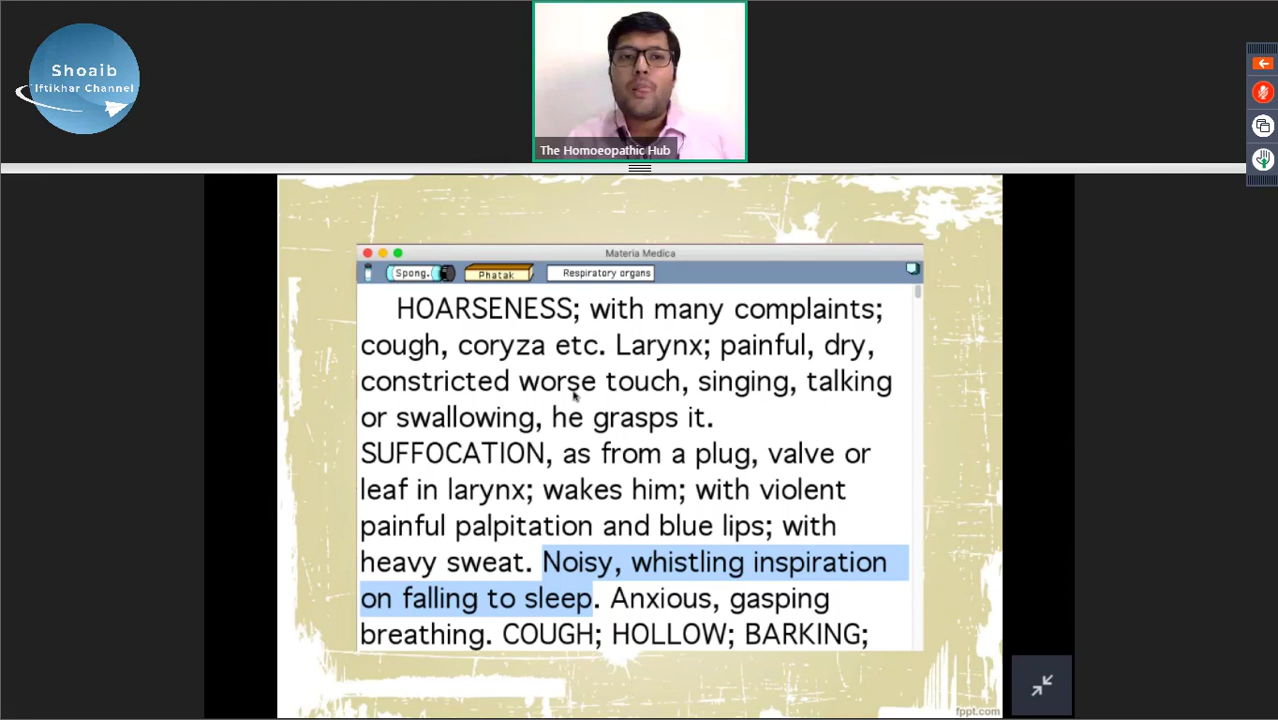 Shoaib
Iftikhar Channel
The Homoeopathic Hub
Materia Medica
Spong.
Phatak
Respiratory organs
HOARSENESS; with many complaints;
cough, coryza etc. Larynx; painful, dry,
constricted worse touch, singing, talking
or swallowing, he grasps it.
SUFFOCATION, as from a plug, valve or
leaf in larynx; wakes him; with violent
painful palpitation and blue lips; with
heavy sweat. Noisy, whistling inspiration
on falling to sleep. Anxious, gasping
breathing. COUGH; HOLLOW; BARKING;
fppt.com